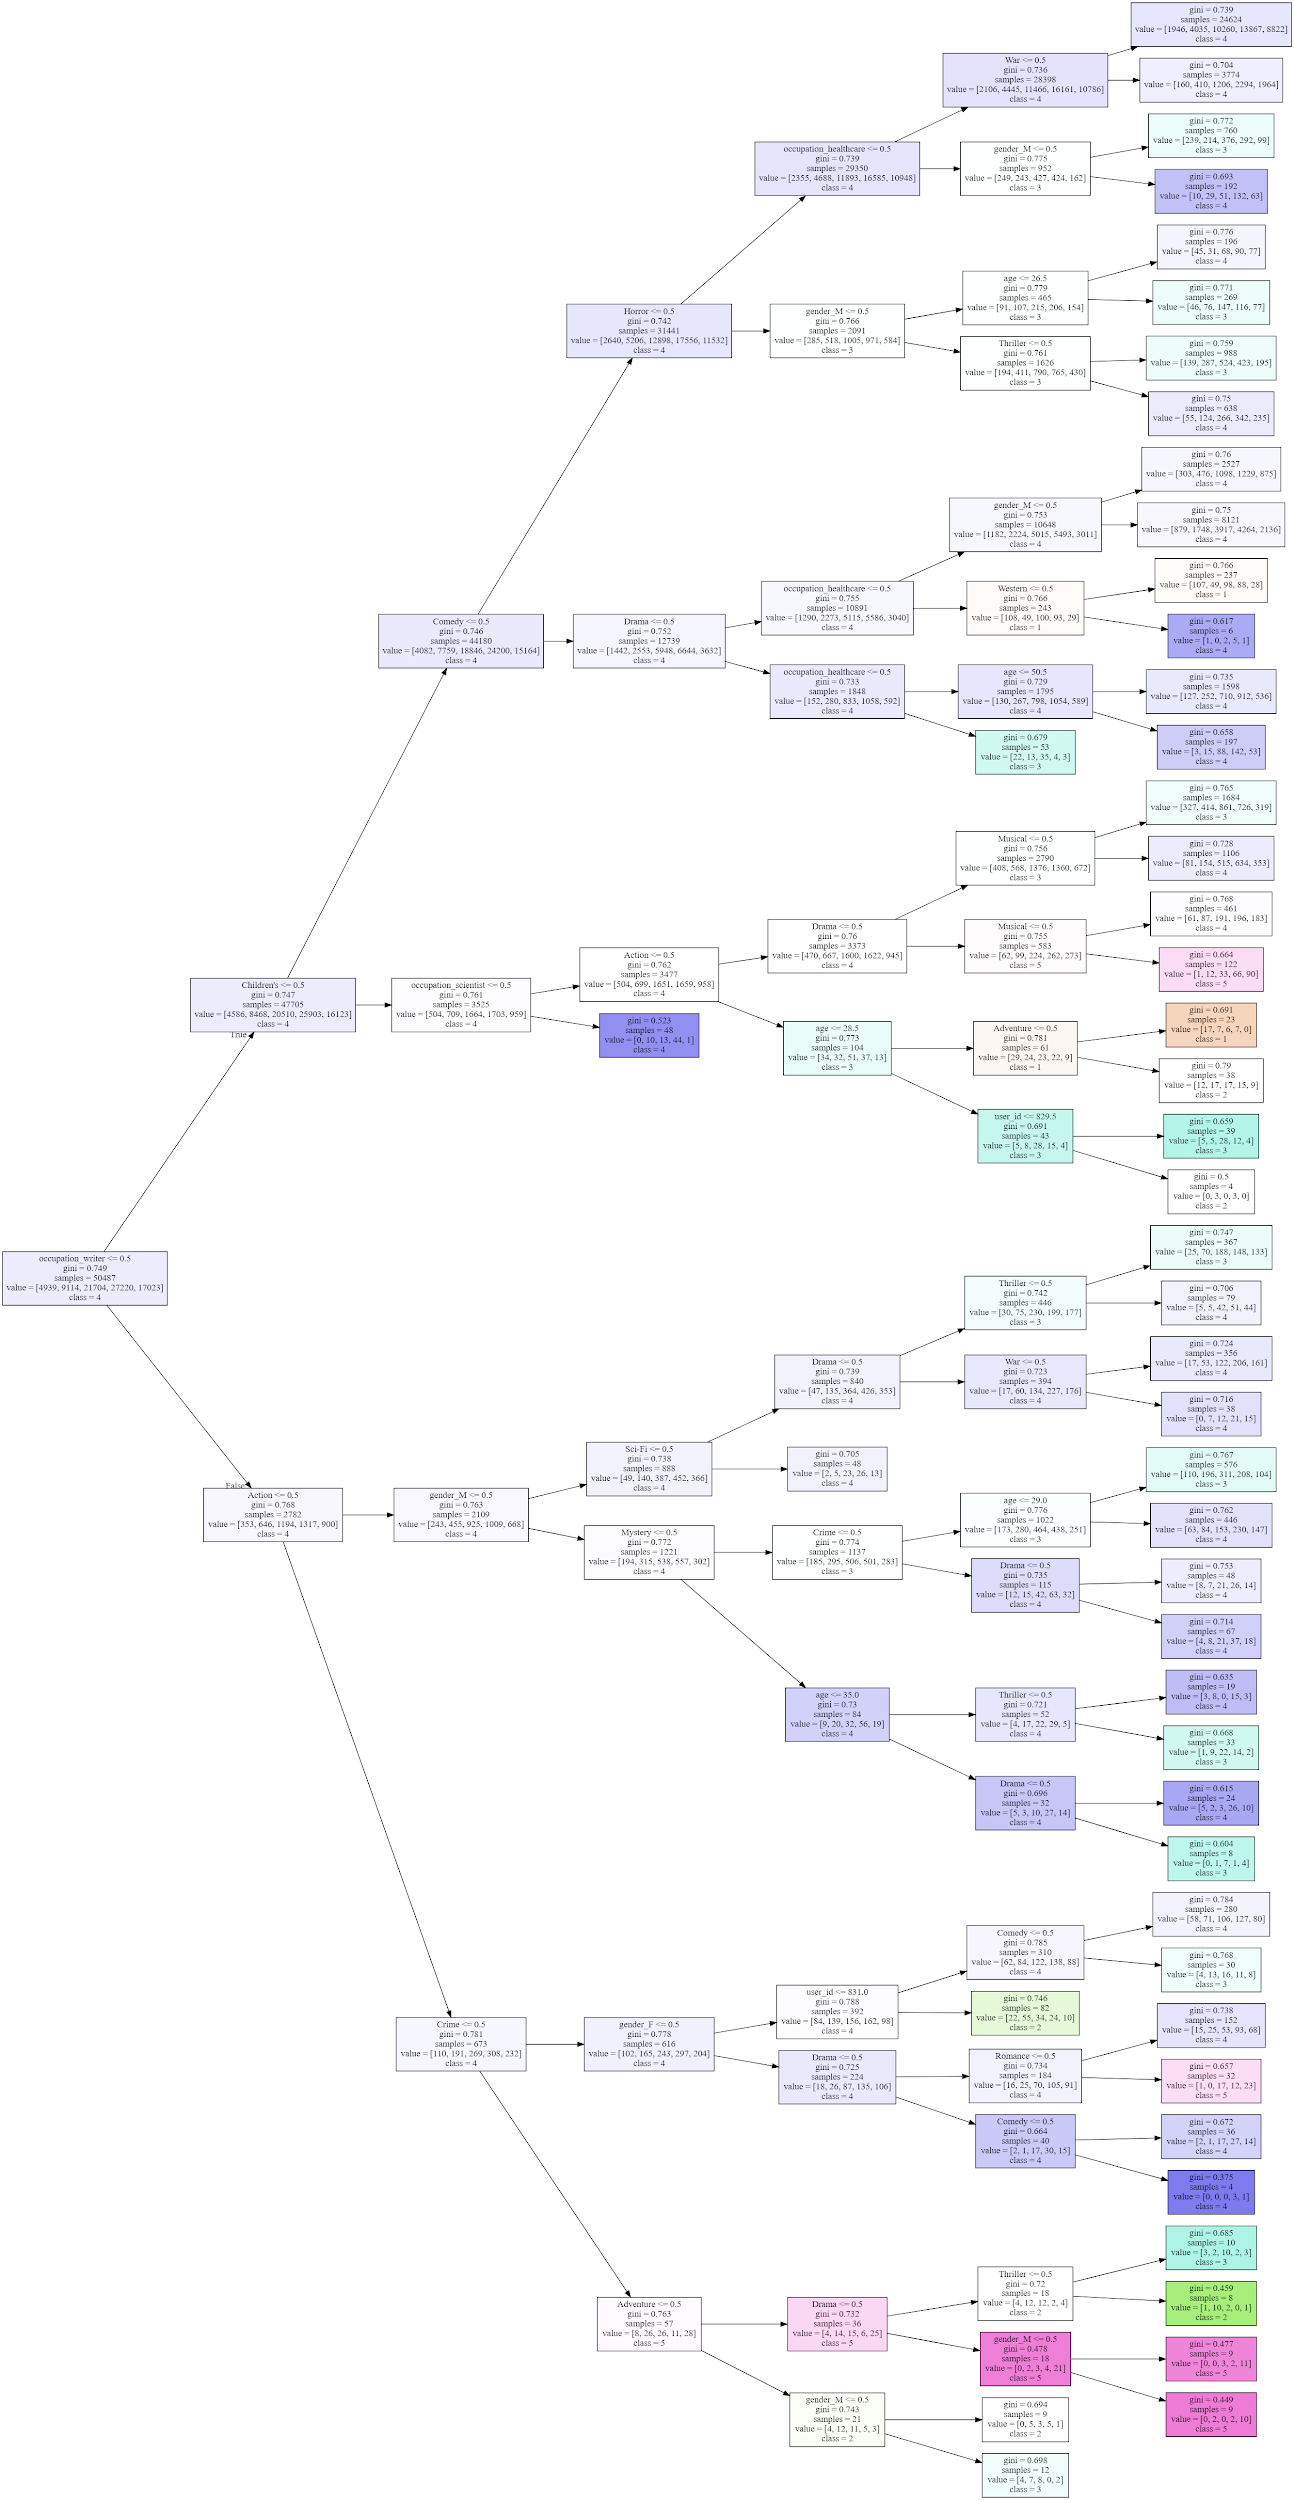 occupation_writer <= 0.5
gini = 0.749
samples = 50487
value = [4939, 9114, 21704, 27220, 17023]
class = 4
True
False
Children's <= 0.5
gini = 0.747
samples = 47705
value = [4586, 8468, 20510, 25903, 16123]
class = 4
Action <= 0.5
gini = 0.768
samples = 2782
value = [353, 646, 1194, 1317, 900]
class = 4
Comedy <= 0.5
gini = 0.746
samples = 44180
value = [4082, 7759, 18846, 24200, 15164]
class = 4
occupation_scientist <= 0.5
gini = 0.761
samples = 3525
value = [504, 709, 1664, 1703, 959]
class = 4
gender_M <= 0.5
gini = 0.763
samples = 2109
value = [243, 455, 925, 1009, 668]
class = 4
Crime <= 0.5
gini = 0.781
samples = 673
value = [110, 191, 269, 308, 232]
class = 4
Horror <= 0.5
gini = 0.742
samples = 31441
value = [2640, 5206, 12898, 17556, 11532]
class = 4
Drama <= 0.5
gini = 0.752
samples = 12739
value = [1442, 2553, 5948, 6644, 3632]
class = 4
Action <= 0.5
gini = 0.762
samples = 3477
value = [504, 699, 1651, 1659, 958]
class = 4
gini = 0.523
samples = 48
value = [0, 10, 13, 44, 1]
class = 4
Sci-Fi <= 0.5
gini = 0.738
samples = 888
value = [49, 140, 387, 452, 366]
class = 4
Mystery <= 0.5
gini = 0.772
samples = 1221
value = [194, 315, 538, 557, 302]
class = 4
gender_F <= 0.5
gini = 0.778
samples = 616
value = [102, 165, 243, 297, 204]
class = 4
Adventure <= 0.5
gini = 0.763
samples = 57
value = [8, 26, 26, 11, 28]
class = 5
occupation_healthcare <= 0.5
gini = 0.739
samples = 29350
value = [2355, 4688, 11893, 16585, 10948]
class = 4
gender_M <= 0.5
gini = 0.766
samples = 2091
value = [285, 518, 1005, 971, 584]
class = 3
occupation_healthcare <= 0.5
gini = 0.755
samples = 10891
value = [1290, 2273, 5115, 5586, 3040]
class = 4
occupation_healthcare <= 0.5
gini = 0.733
samples = 1848
value = [152, 280, 833, 1058, 592]
class = 4
Drama <= 0.5
gini = 0.76
samples = 3373
value = [470, 667, 1600, 1622, 945]
class = 4
age <= 28.5
gini = 0.773
samples = 104
value = [34, 32, 51, 37, 13]
class = 3
Drama <= 0.5
gini = 0.739
samples = 840
value = [47, 135, 364, 426, 353]
class = 4
gini = 0.705
samples = 48
value = [2, 5, 23, 26, 13]
class = 4
Crime <= 0.5
gini = 0.774
samples = 1137
value = [185, 295, 506, 501, 283]
class = 3
age <= 35.0
gini = 0.73
samples = 84
value = [9, 20, 32, 56, 19]
class = 4
user_id <= 831.0
gini = 0.788
samples = 392
value = [84, 139, 156, 162, 98]
class = 4
Drama <= 0.5
gini = 0.725
samples = 224
value = [18, 26, 87, 135, 106]
class = 4
Drama <= 0.5
gini = 0.732
samples = 36
value = [4, 14, 15, 6, 25]
class = 5
gender_M <= 0.5
gini = 0.743
samples = 21
value = [4, 12, 11, 5, 3]
class = 2
War <= 0.5
gini = 0.736
samples = 28398
value = [2106, 4445, 11466, 16161, 10786]
class = 4
gender_M <= 0.5
gini = 0.775
samples = 952
value = [249, 243, 427, 424, 162]
class = 3
age <= 26.5
gini = 0.779
samples = 465
value = [91, 107, 215, 206, 154]
class = 3
Thriller <= 0.5
gini = 0.761
samples = 1626
value = [194, 411, 790, 765, 430]
class = 3
gender_M <= 0.5
gini = 0.753
samples = 10648
value = [1182, 2224, 5015, 5493, 3011]
class = 4
Western <= 0.5
gini = 0.766
samples = 243
value = [108, 49, 100, 93, 29]
class = 1
age <= 50.5
gini = 0.729
samples = 1795
value = [130, 267, 798, 1054, 589]
class = 4
gini = 0.679
samples = 53
value = [22, 13, 35, 4, 3]
class = 3
Musical <= 0.5
gini = 0.756
samples = 2790
value = [408, 568, 1376, 1360, 672]
class = 3
Musical <= 0.5
gini = 0.755
samples = 583
value = [62, 99, 224, 262, 273]
class = 5
Adventure <= 0.5
gini = 0.781
samples = 61
value = [29, 24, 23, 22, 9]
class = 1
user_id <= 829.5
gini = 0.691
samples = 43
value = [5, 8, 28, 15, 4]
class = 3
Thriller <= 0.5
gini = 0.742
samples = 446
value = [30, 75, 230, 199, 177]
class = 3
War <= 0.5
gini = 0.723
samples = 394
value = [17, 60, 134, 227, 176]
class = 4
age <= 29.0
gini = 0.776
samples = 1022
value = [173, 280, 464, 438, 251]
class = 3
Drama <= 0.5
gini = 0.735
samples = 115
value = [12, 15, 42, 63, 32]
class = 4
Thriller <= 0.5
gini = 0.721
samples = 52
value = [4, 17, 22, 29, 5]
class = 4
Drama <= 0.5
gini = 0.696
samples = 32
value = [5, 3, 10, 27, 14]
class = 4
Comedy <= 0.5
gini = 0.785
samples = 310
value = [62, 84, 122, 138, 88]
class = 4
gini = 0.746
samples = 82
value = [22, 55, 34, 24, 10]
class = 2
Romance <= 0.5
gini = 0.734
samples = 184
value = [16, 25, 70, 105, 91]
class = 4
Comedy <= 0.5
gini = 0.664
samples = 40
value = [2, 1, 17, 30, 15]
class = 4
Thriller <= 0.5
gini = 0.72
samples = 18
value = [4, 12, 12, 2, 4]
class = 2
gender_M <= 0.5
gini = 0.478
samples = 18
value = [0, 2, 3, 4, 21]
class = 5
gini = 0.694
samples = 9
value = [0, 5, 3, 5, 1]
class = 2
gini = 0.698
samples = 12
value = [4, 7, 8, 0, 2]
class = 3
gini = 0.739
samples = 24624
value = [1946, 4035, 10260, 13867, 8822]
class = 4
gini = 0.704
samples = 3774
value = [160, 410, 1206, 2294, 1964]
class = 4
gini = 0.772
samples = 760
value = [239, 214, 376, 292, 99]
class = 3
gini = 0.693
samples = 192
value = [10, 29, 51, 132, 63]
class = 4
gini = 0.776
samples = 196
value = [45, 31, 68, 90, 77]
class = 4
gini = 0.771
samples = 269
value = [46, 76, 147, 116, 77]
class = 3
gini = 0.759
samples = 988
value = [139, 287, 524, 423, 195]
class = 3
gini = 0.75
samples = 638
value = [55, 124, 266, 342, 235]
class = 4
gini = 0.76
samples = 2527
value = [303, 476, 1098, 1229, 875]
class = 4
gini = 0.75
samples = 8121
value = [879, 1748, 3917, 4264, 2136]
class = 4
gini = 0.766
samples = 237
value = [107, 49, 98, 88, 28]
class = 1
gini = 0.617
samples = 6
value = [1, 0, 2, 5, 1]
class = 4
gini = 0.735
samples = 1598
value = [127, 252, 710, 912, 536]
class = 4
gini = 0.658
samples = 197
value = [3, 15, 88, 142, 53]
class = 4
gini = 0.765
samples = 1684
value = [327, 414, 861, 726, 319]
class = 3
gini = 0.728
samples = 1106
value = [81, 154, 515, 634, 353]
class = 4
gini = 0.768
samples = 461
value = [61, 87, 191, 196, 183]
class = 4
gini = 0.664
samples = 122
value = [1, 12, 33, 66, 90]
class = 5
gini = 0.691
samples = 23
value = [17, 7, 6, 7, 0]
class = 1
gini = 0.79
samples = 38
value = [12, 17, 17, 15, 9]
class = 2
gini = 0.659
samples = 39
value = [5, 5, 28, 12, 4]
class = 3
gini = 0.5
samples = 4
value = [0, 3, 0, 3, 0]
class = 2
gini = 0.747
samples = 367
value = [25, 70, 188, 148, 133]
class = 3
gini = 0.706
samples = 79
value = [5, 5, 42, 51, 44]
class = 4
gini = 0.724
samples = 356
value = [17, 53, 122, 206, 161]
class = 4
gini = 0.716
samples = 38
value = [0, 7, 12, 21, 15]
class = 4
gini = 0.767
samples = 576
value = [110, 196, 311, 208, 104]
class = 3
gini = 0.762
samples = 446
value = [63, 84, 153, 230, 147]
class = 4
gini = 0.753
samples = 48
value = [8, 7, 21, 26, 14]
class = 4
gini = 0.714
samples = 67
value = [4, 8, 21, 37, 18]
class = 4
gini = 0.635
samples = 19
value = [3, 8, 0, 15, 3]
class = 4
gini = 0.668
samples = 33
value = [1, 9, 22, 14, 2]
class = 3
gini = 0.615
samples = 24
value = [5, 2, 3, 26, 10]
class = 4
gini = 0.604
samples = 8
value = [0, 1, 7, 1, 4]
class = 3
gini = 0.784
samples = 280
value = [58, 71, 106, 127, 80]
class = 4
gini = 0.768
samples = 30
value = [4, 13, 16, 11, 8]
class = 3
gini = 0.738
samples = 152
value = [15, 25, 53, 93, 68]
class = 4
gini = 0.657
samples = 32
value = [1, 0, 17, 12, 23]
class = 5
gini = 0.672
samples = 36
value = [2, 1, 17, 27, 14]
class = 4
gini = 0.375
samples = 4
value = [0, 0, 0, 3, 1]
class = 4
gini = 0.685
samples = 10
value = [3, 2, 10, 2, 3]
class = 3
gini = 0.459
samples = 8
value = [1, 10, 2, 0, 1]
class = 2
gini = 0.477
samples = 9
value = [0, 0, 3, 2, 11]
class = 5
gini = 0.449
samples = 9
value = [0, 2, 0, 2, 10]
class = 5